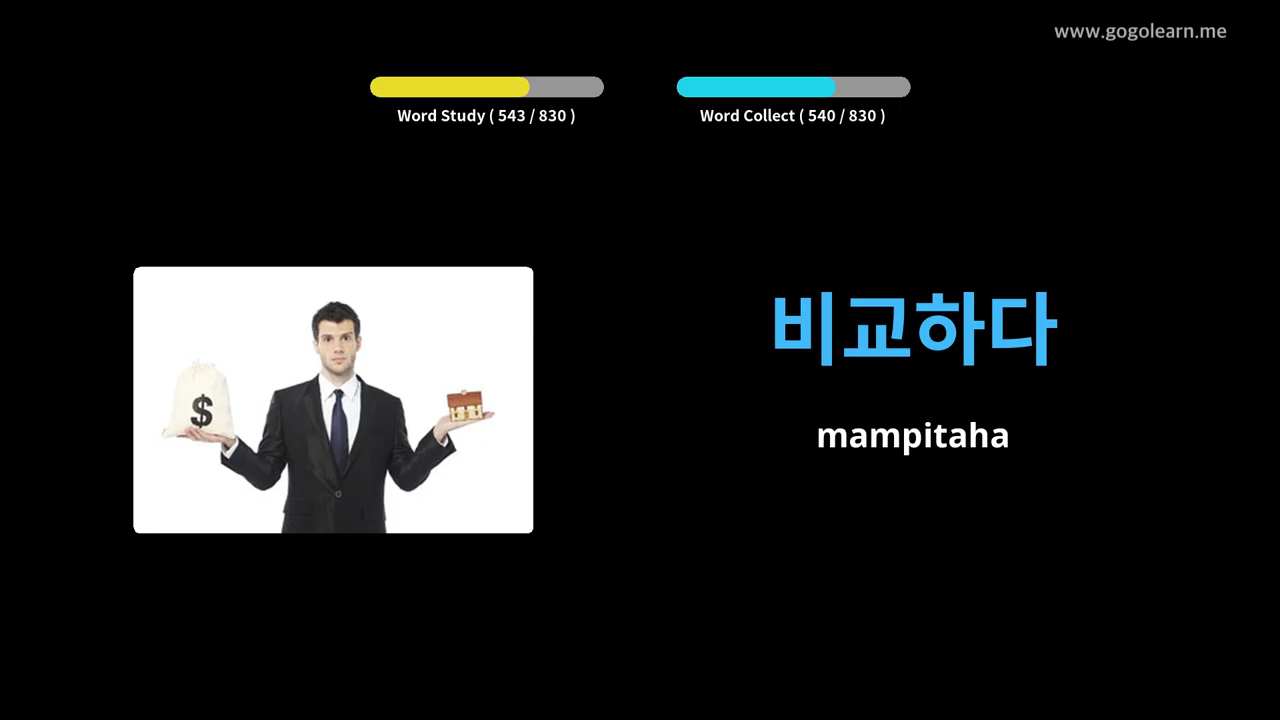 www.gogolearn.me
Word Study ( 543 / 830 )
Word Collect ( 540 / 830 )
$
비교하다
mampitaha